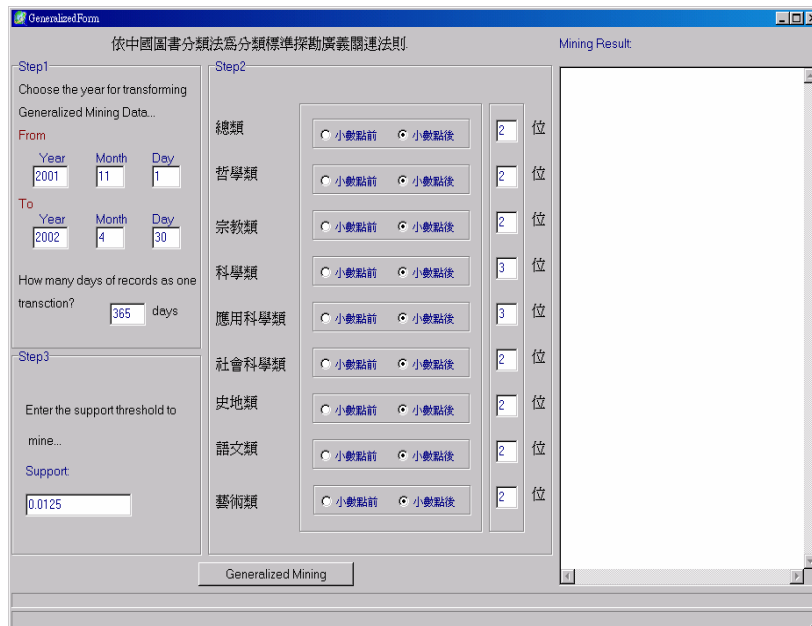 GeneralizedForm
依中國圖書分類法為分類標準探勘廣義關連法則.
Mining Result:
Step1
Choose the year for transforming
Generalized Mining Data...
From
Year Month Day
2001 11 1
To
Year Month Day
2002 4 30
How many days of records as one
transction? 365 days
Step2
總類 小數點前 小數點後 2 位
哲學類 小數點前 小數點後 2 位
宗教類 小數點前 小數點後 2 位
科學類 小數點前 小數點後 3 位
應用科學類 小數點前 小數點後 3 位
社會科學類 小數點前 小數點後 2 位
史地類 小數點前 小數點後 2 位
語文類 小數點前 小數點後 2 位
藝術類 小數點前 小數點後 2 位
Step3
Enter the support threshold to
mine...
Support:
0.0125
Generalized Mining